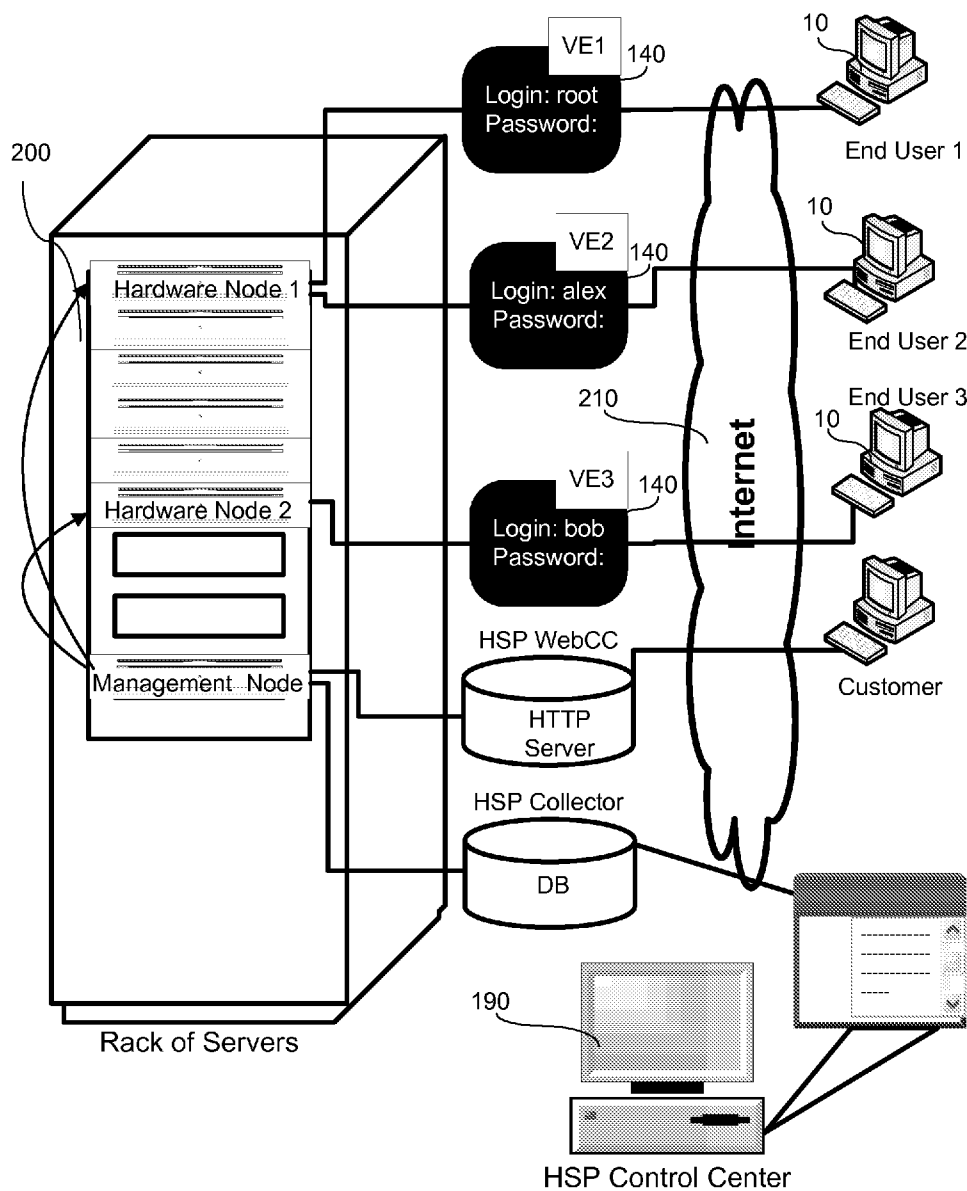 VE1
140
10
Login: root
Password:
End User 1
200
VE2
140
10
Hardware Node 1
Login: alex
Password:
End User 2
End User 3
210
10
VE3
140
Internet
Hardware Node 2
Login: bob
Password:
HSP WebCC
Management Node
HTTP
Server
Customer
HSP Collector
DB
190
Rack of Servers
HSP Control Center